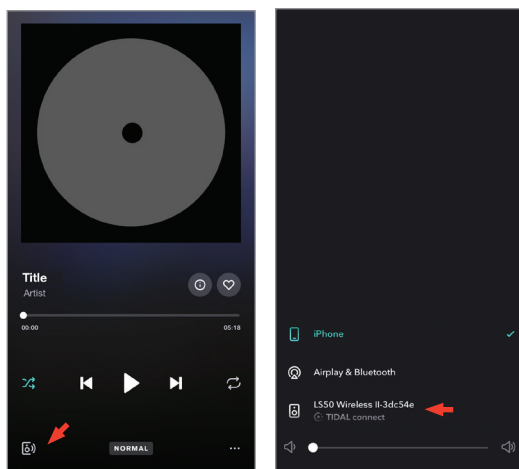 Title
Artist
00:00
05:18
NORMAL
iPhone
Airplay & Bluetooth
LS50 Wireless II-3dc54e
TIDAL connect